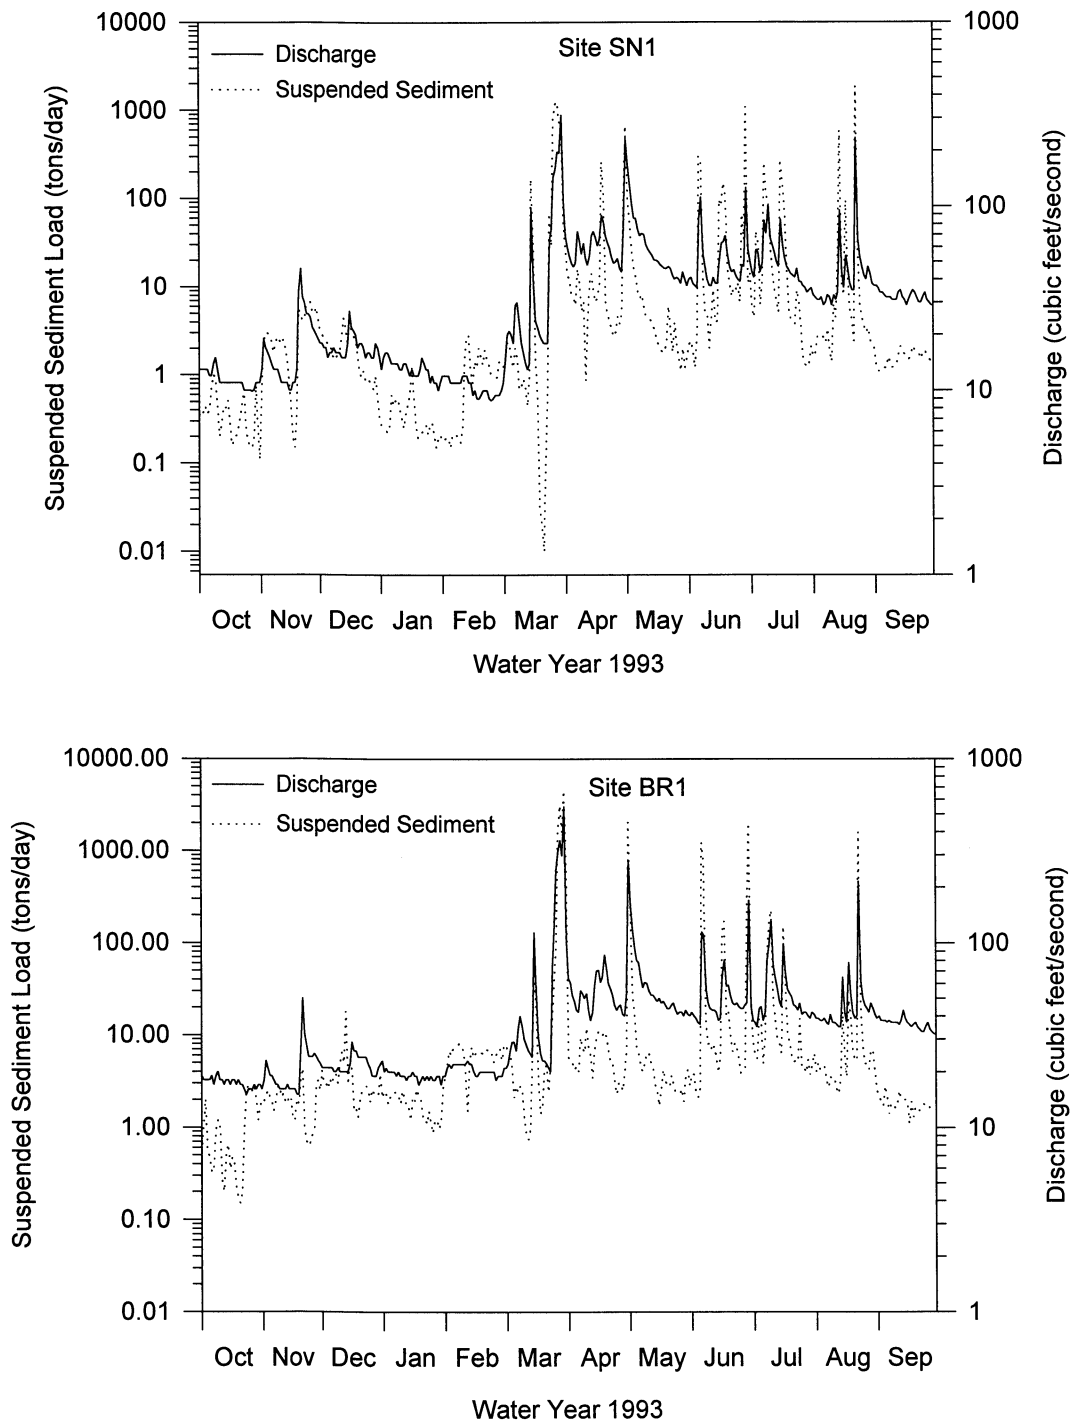 Site SN1
Discharge
Suspended Sediment
Suspended Sediment Load (tons/day)
10000
1000
100
10
1
0.1
0.01
1000
100
10
1
Discharge (cubic feet/second)
Oct Nov Dec Jan Feb Mar Apr May Jun Jul Aug Sep
Water Year 1993
Site BR1
Discharge
Suspended Sediment
Suspended Sediment Load (tons/day)
10000.00
1000.00
100.00
10.00
1.00
0.10
0.01
1000
100
10
1
Discharge (cubic feet/second)
Oct Nov Dec Jan Feb Mar Apr May Jun Jul Aug Sep
Water Year 1993